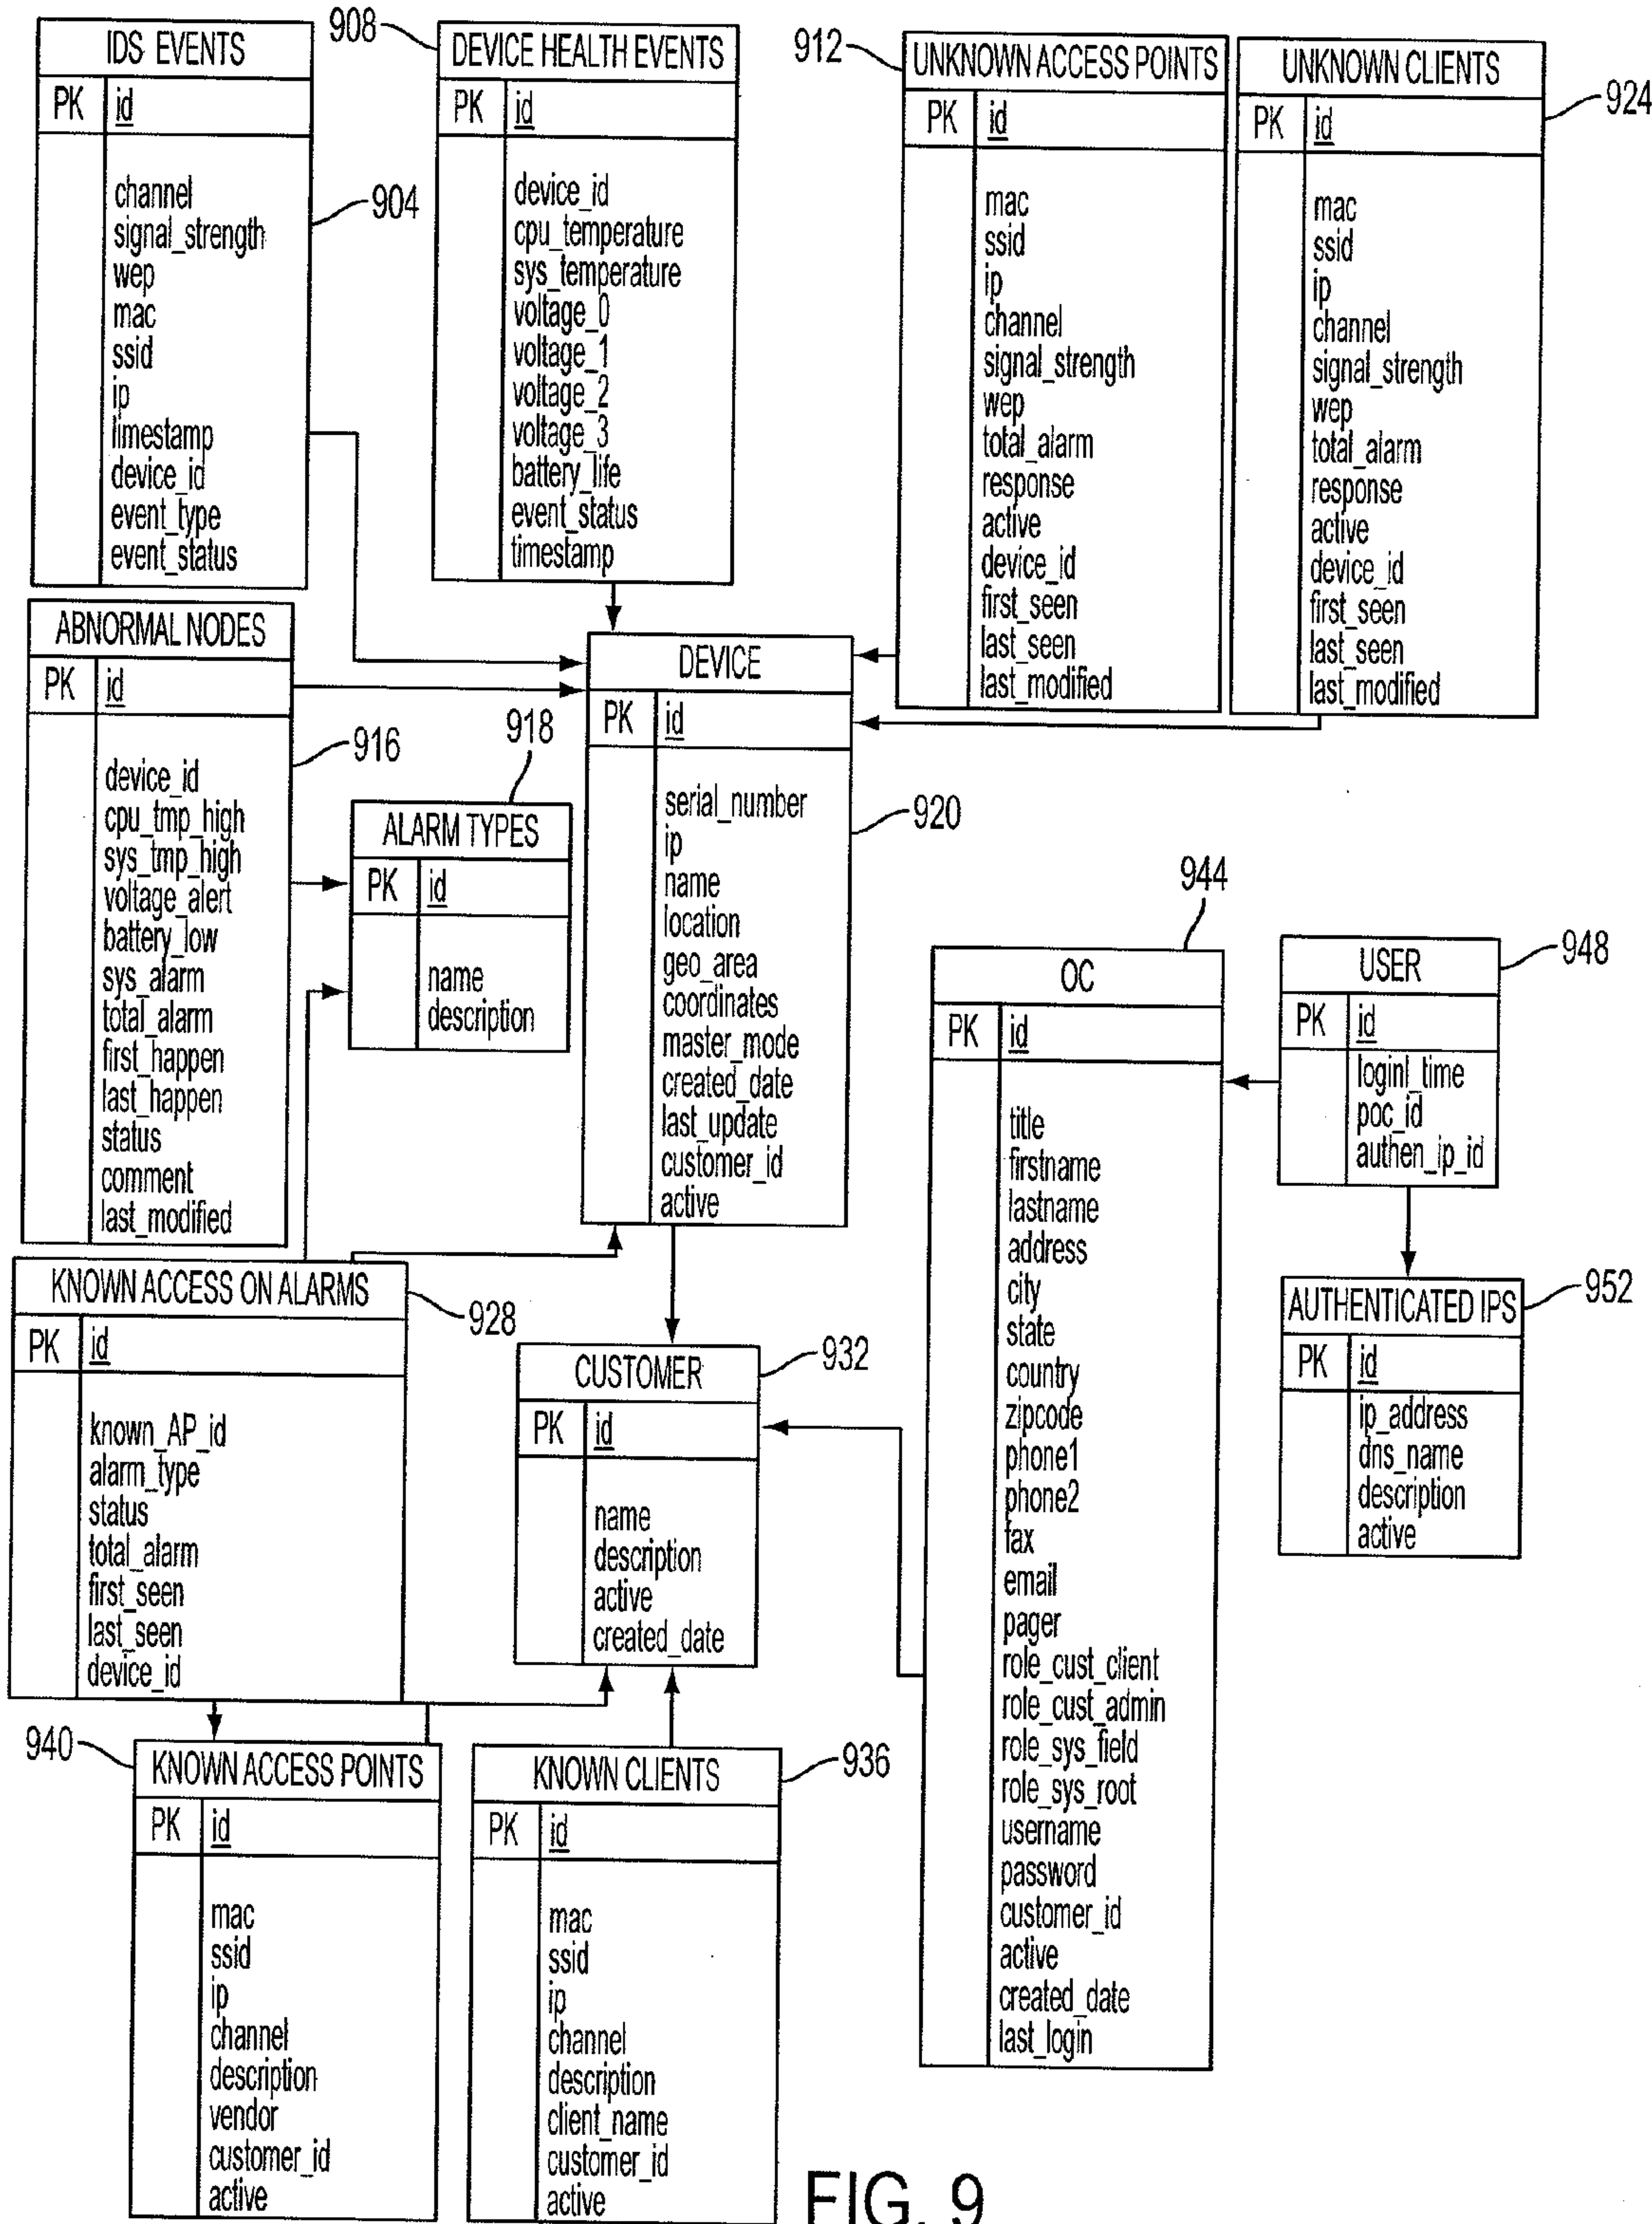 IDS EVENTS
PK id
channel
signal_strength
wep
mac
ssid
ip
timestamp
device_id
event_type
event_status
904
908
DEVICE HEALTH EVENTS
PK id
device_id
cpu_temperature
sys_temperature
voltage_0
voltage_1
voltage_2
voltage_3
battery_life
event_status
timestamp
912
UNKNOWN ACCESS POINTS
PK id
mac
ssid
ip
channel
signal_strength
wep
total_alarm
response
active
device_id
first_seen
last_seen
last_modified
UNKNOWN CLIENTS
924
PK id
mac
ssid
ip
channel
signal_strength
wep
total_alarm
response
active
device_id
first_seen
last_seen
last_modified
ABNORMAL NODES
PK id
916
device_id
cpu_tmp_high
sys_tmp_high
voltage_alert
battery_low
sys_alarm
total_alarm
first_happen
last_happen
status
comment
last_modified
918
ALARM TYPES
PK id
name
description
DEVICE
PK id
920
serial_number
ip
name
location
geo_area
coordinates
master_mode
created_date
last_update
customer_id
active
944
OC
PK id
title
firstname
lastname
address
city
state
country
zipcode
phone1
phone2
fax
email
pager
role_cust_client
role_cust_admin
role_sys_field
role_sys_root
username
password
customer_id
active
created_date
last_login
USER
948
PK id
loginl_time
poc_id
authen_ip_id
AUTHENTICATED IPS
952
PK id
ip_address
dns_name
description
active
KNOWN ACCESS ON ALARMS
928
PK id
known_AP_id
alarm_type
status
total_alarm
first_seen
last_seen
device_id
CUSTOMER
932
PK id
name
description
active
created_date
940
KNOWN ACCESS POINTS
PK id
mac
ssid
ip
channel
description
vendor
customer_id
active
KNOWN CLIENTS
936
PK id
mac
ssid
ip
channel
description
client_name
customer_id
active
FIG. 9